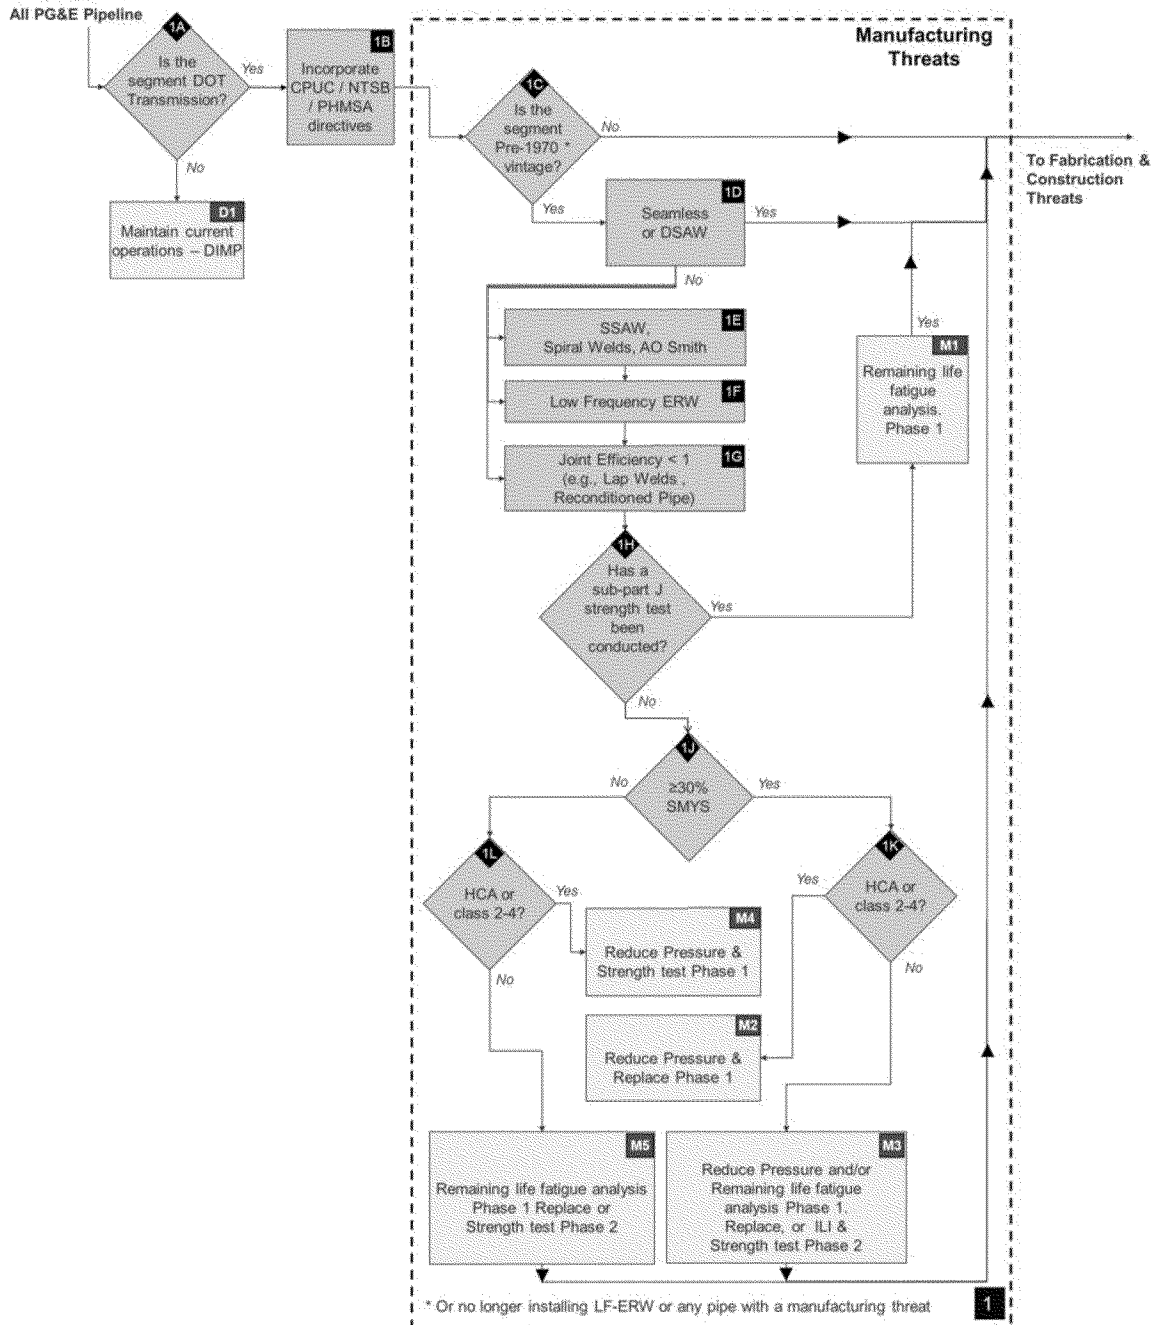 All PG&E Pipeline
1A
Is the
segment DOT
Transmission?
Yes
No
1B
Incorporate
CPUC / NTSB
/ PHMSA
directives
D1
Maintain current
operations – DIMP
Manufacturing
Threats
1C
Is the
segment
Pre-1970 *
vintage?
No
Yes
To Fabrication &
Construction
Threats
1D
Seamless
or DSAW
Yes
No
1E
SSAW,
Spiral Welds, AO Smith
1F
Low Frequency ERW
1G
Joint Efficiency < 1
(e.g., Lap Welds ,
Reconditioned Pipe)
Yes
M1
Remaining life
fatigue
analysis.
Phase 1
1H
Has a
sub-part J
strength test
been
conducted?
Yes
No
1J
≥30%
SMYS
No
Yes
1L
HCA or
class 2-4?
Yes
No
1K
HCA or
class 2-4?
Yes
No
M4
Reduce Pressure &
Strength test Phase 1
M2
Reduce Pressure &
Replace Phase 1
M5
Remaining life fatigue analysis
Phase 1 Replace or
Strength test Phase 2
M3
Reduce Pressure and/or
Remaining life fatigue
analysis Phase 1.
Replace, or ILI &
Strength test Phase 2
* Or no longer installing LF-ERW or any pipe with a manufacturing threat
1